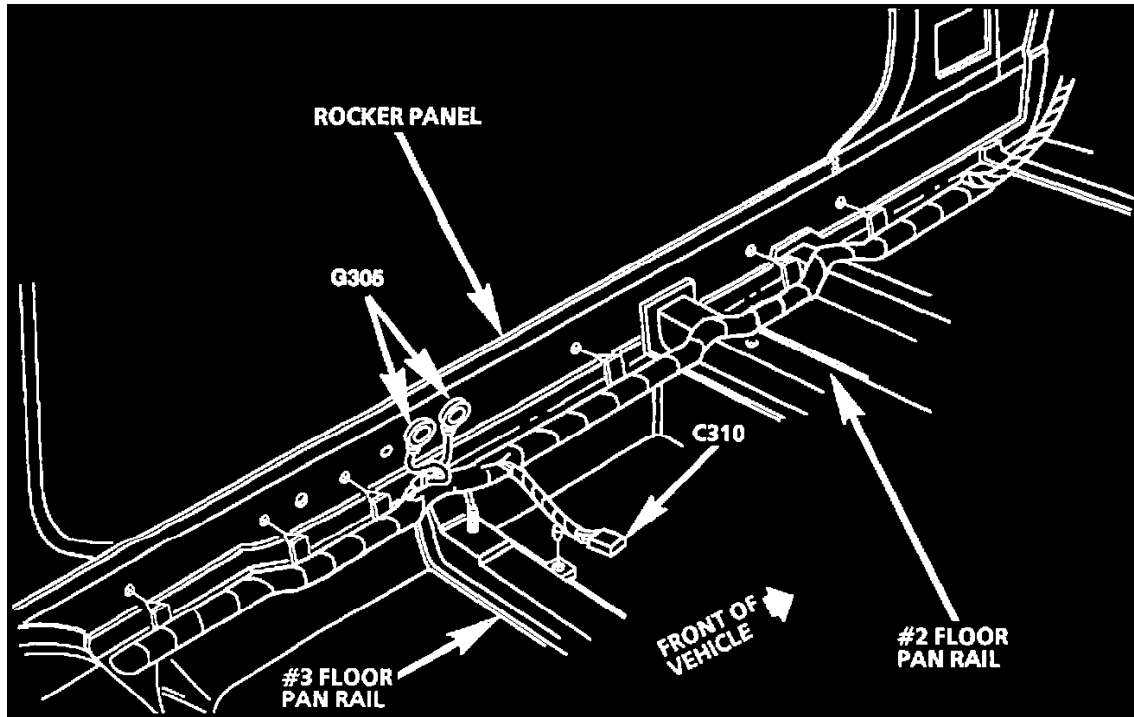 ROCKER PANEL
G305
C310
FRONT OF
VEHICLE
#2 FLOOR
PAN RAIL
#3 FLOOR
PAN RAIL